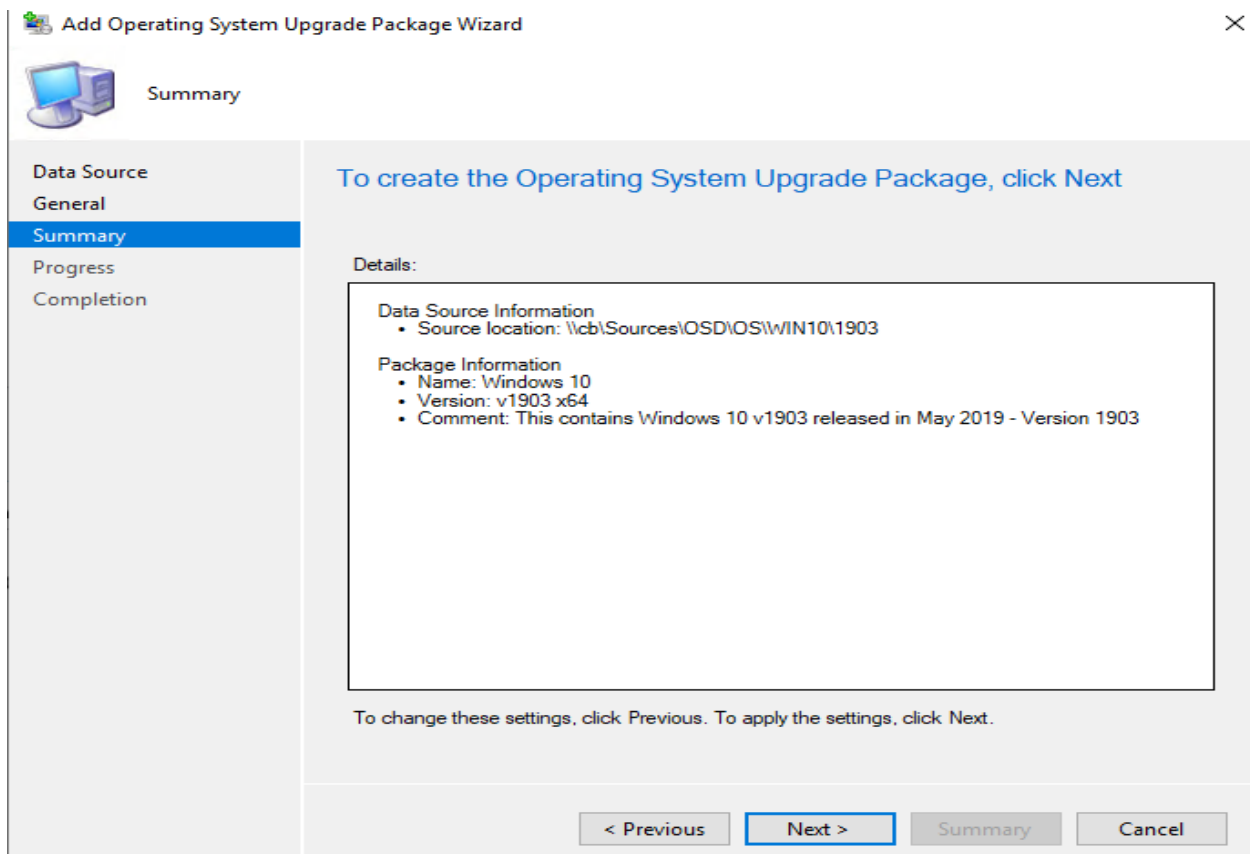 Add Operating System Upgrade Package Wizard
Summary
Data Source
General
Summary
Progress
Completion
To create the Operating System Upgrade Package, click Next
Details:
Data Source Information
• Source location: \\cb\Sources\OSD\OS\WIN10\1903
Package Information
• Name: Windows 10
• Version: v1903 x64
• Comment: This contains Windows 10 v1903 released in May 2019 - Version 1903
To change these settings, click Previous. To apply the settings, click Next.
< Previous Next > Summary Cancel